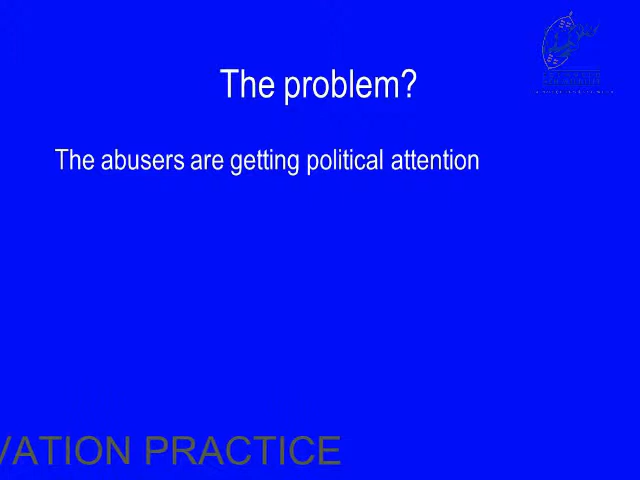 The problem?
The abusers are getting political attention
VATION PRACTICE